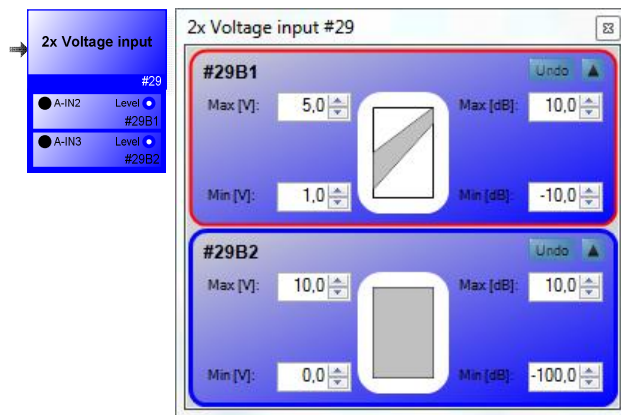 2x Voltage input
#29
A-IN2 Level
#29B1
A-IN3 Level
#29B2
2x Voltage input #29
#29B1 Undo
Max [V]: 5,0 Max [dB]: 10,0
Min [V]: 1,0 Min [dB]: -10,0
#29B2 Undo
Max [V]: 10,0 Max [dB]: 10,0
Min [V]: 0,0 Min [dB]: -100,0